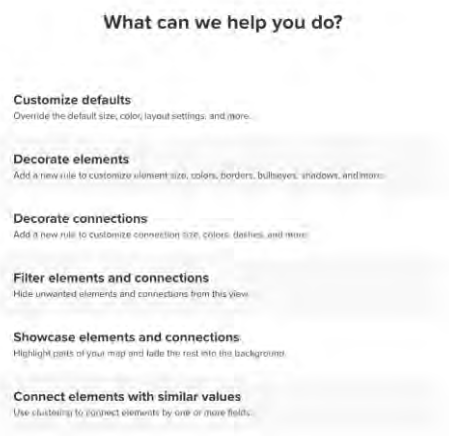 What can we help you do?
Customize defaults
Override the default size, color, layout settings, and more.
Decorate elements
Add a new rule to customize element size, colors, borders, bullseyes, shadows, and more.
Decorate connections
Add a new rule to customize connection size, colors, dashes, and more.
Filter elements and connections
Hide unwanted elements and connections from this view.
Showcase elements and connections
Highlight parts of your map and fade the rest into the background.
Connect elements with similar values
Use clustering to connect elements by one or more fields.